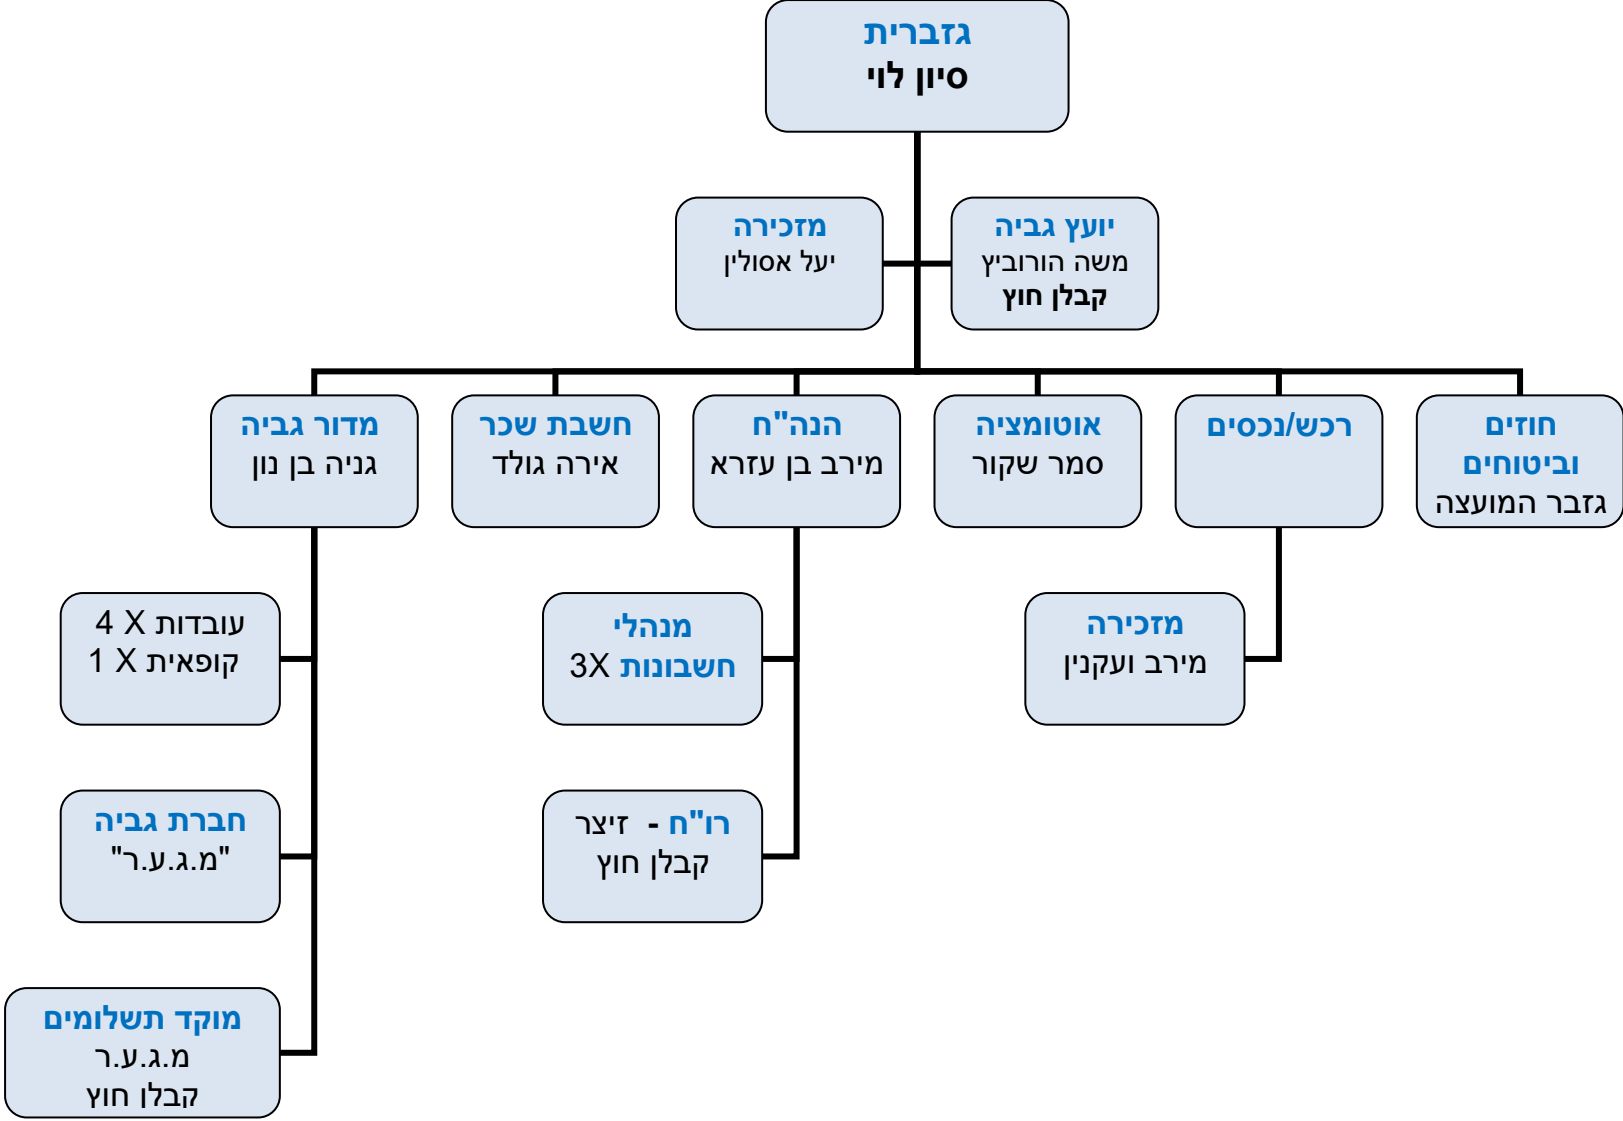 גזברית
סיון לוי
יועץ גביה
משה הורוביץ
קבלן חוץ
מזכירה
יעל אסולין
חוזים
וביטוחים
גזבר המועצה
רכש/נכסים
אוטומציה
סמר שקור
הנה"ח
מירב בן עזרא
חשבת שכר
אירה גולד
מדור גביה
גניה בן נון
מזכירה
מירב ועקנין
מנהלי
חשבונות 3X
עובדות X 4
קופאית X 1
רו"ח - זיצר
קבלן חוץ
חברת גביה
"מ.ג.ע.ר"
מוקד תשלומים
מ.ג.ע.ר
קבלן חוץ